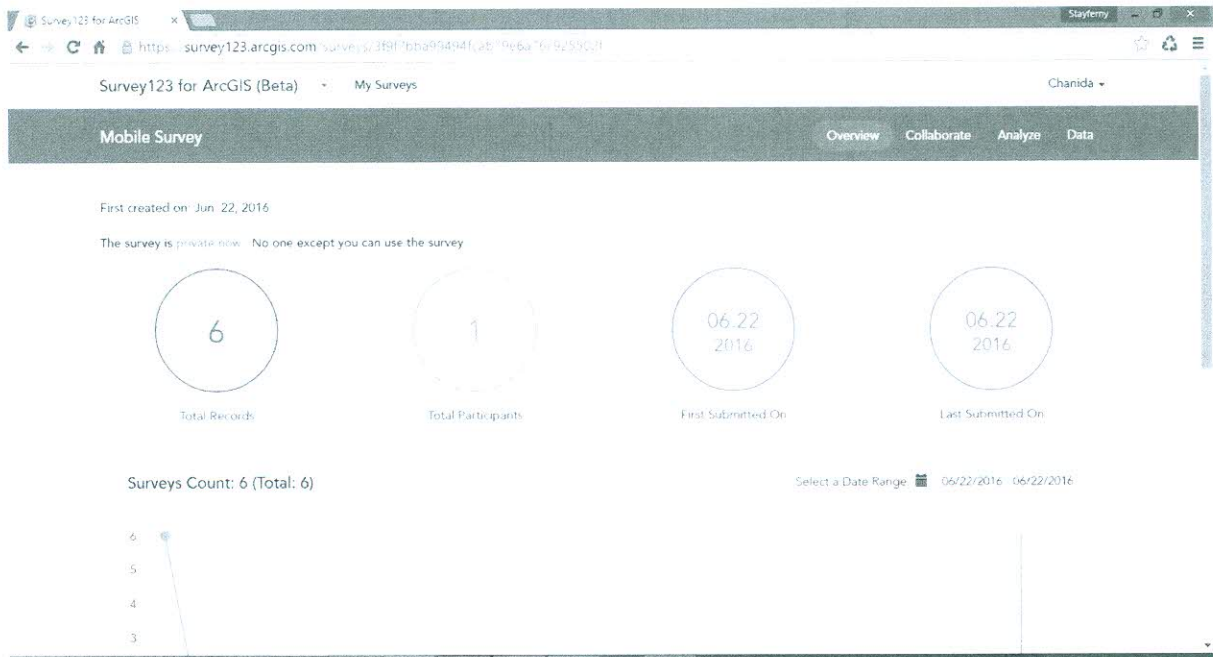 Survey123 for ArcGIS ×
Stayferny
https survey123.arcgis.com
Survey123 for ArcGIS (Beta) My Surveys Chanida
Mobile Survey Overview Collaborate Analyze Data
First created on: Jun. 22, 2016
The survey is private now. No one except you can use the survey
6 1 06.22 2016 06.22 2016
Total Records Total Participants First Submitted On Last Submitted On
Surveys Count: 6 (Total: 6) Select a Date Range 06/22/2016 06/22/2016
6
5
4
3